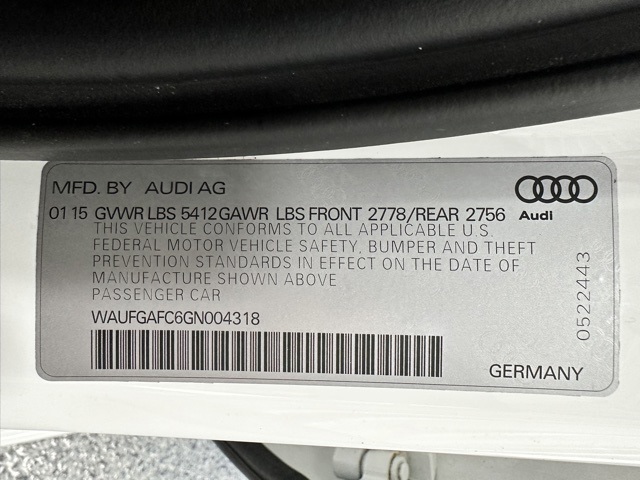 MFD. BY AUDI AG
01 15 GVWR LBS 5412 GAWR LBS FRONT 2778/REAR 2756
Audi
THIS VEHICLE CONFORMS TO ALL APPLICABLE U.S.
FEDERAL MOTOR VEHICLE SAFETY, BUMPER AND THEFT
PREVENTION STANDARDS IN EFFECT ON THE DATE OF
MANUFACTURE SHOWN ABOVE
PASSENGER CAR
WAUFGAFC6GN004318
0522443
GERMANY